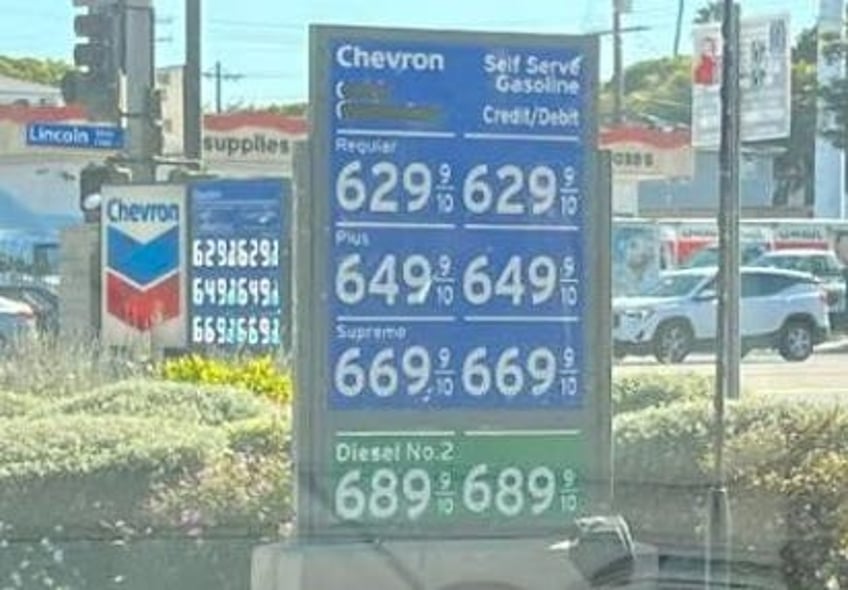 Chevron
Self Serve
Gasoline
Credit/Debit
Regular
629 9/10 629 9/10
Plus
649 9/10 649 9/10
Supreme
669 9/10 669 9/10
Diesel No.2
689 9/10 689 9/10
Lincoln
supplies
Chevron
629 629
649 649
669 669